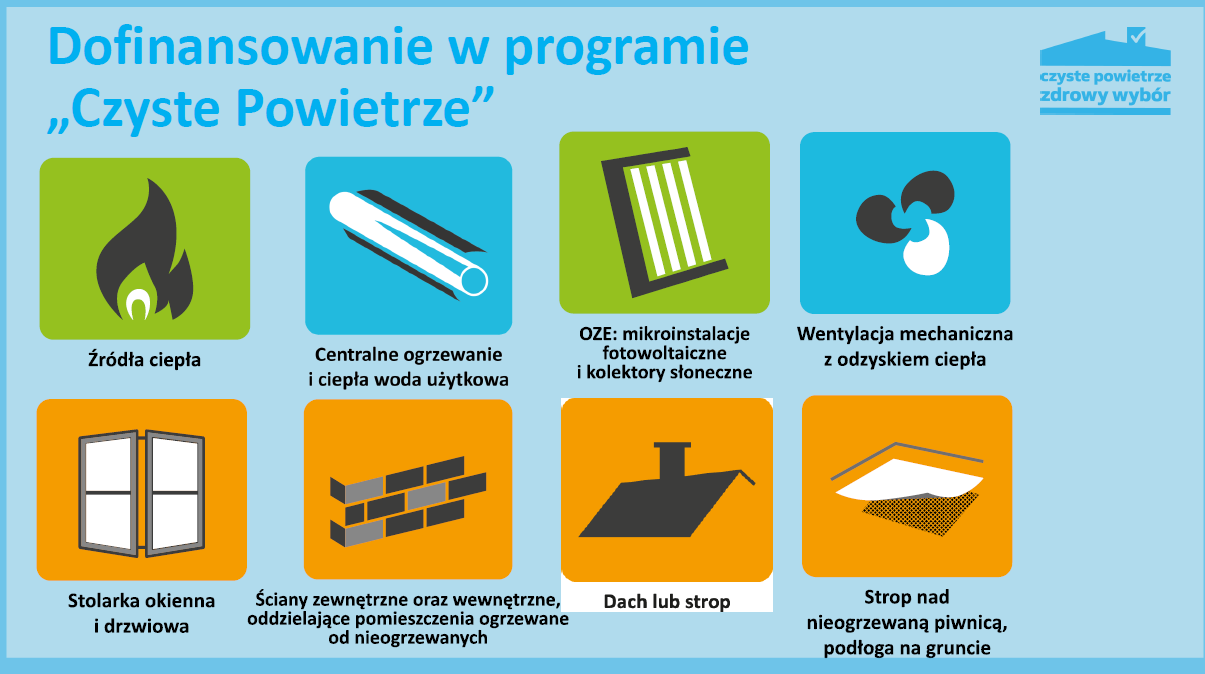 Dofinansowanie w programie
„Czyste Powietrze”
czyste powietrze
zdrowy wybór
Źródła ciepła
Centralne ogrzewanie
i ciepła woda użytkowa
OZE: mikroinstalacje
fotowoltaiczne
i kolektory słoneczne
Wentylacja mechaniczna
z odzyskiem ciepła
Stolarka okienna
i drzwiowa
Ściany zewnętrzne oraz wewnętrzne,
oddzielające pomieszczenia ogrzewane
od nieogrzewanych
Dach lub strop
Strop nad
nieogrzewaną piwnicą,
podłoga na gruncie